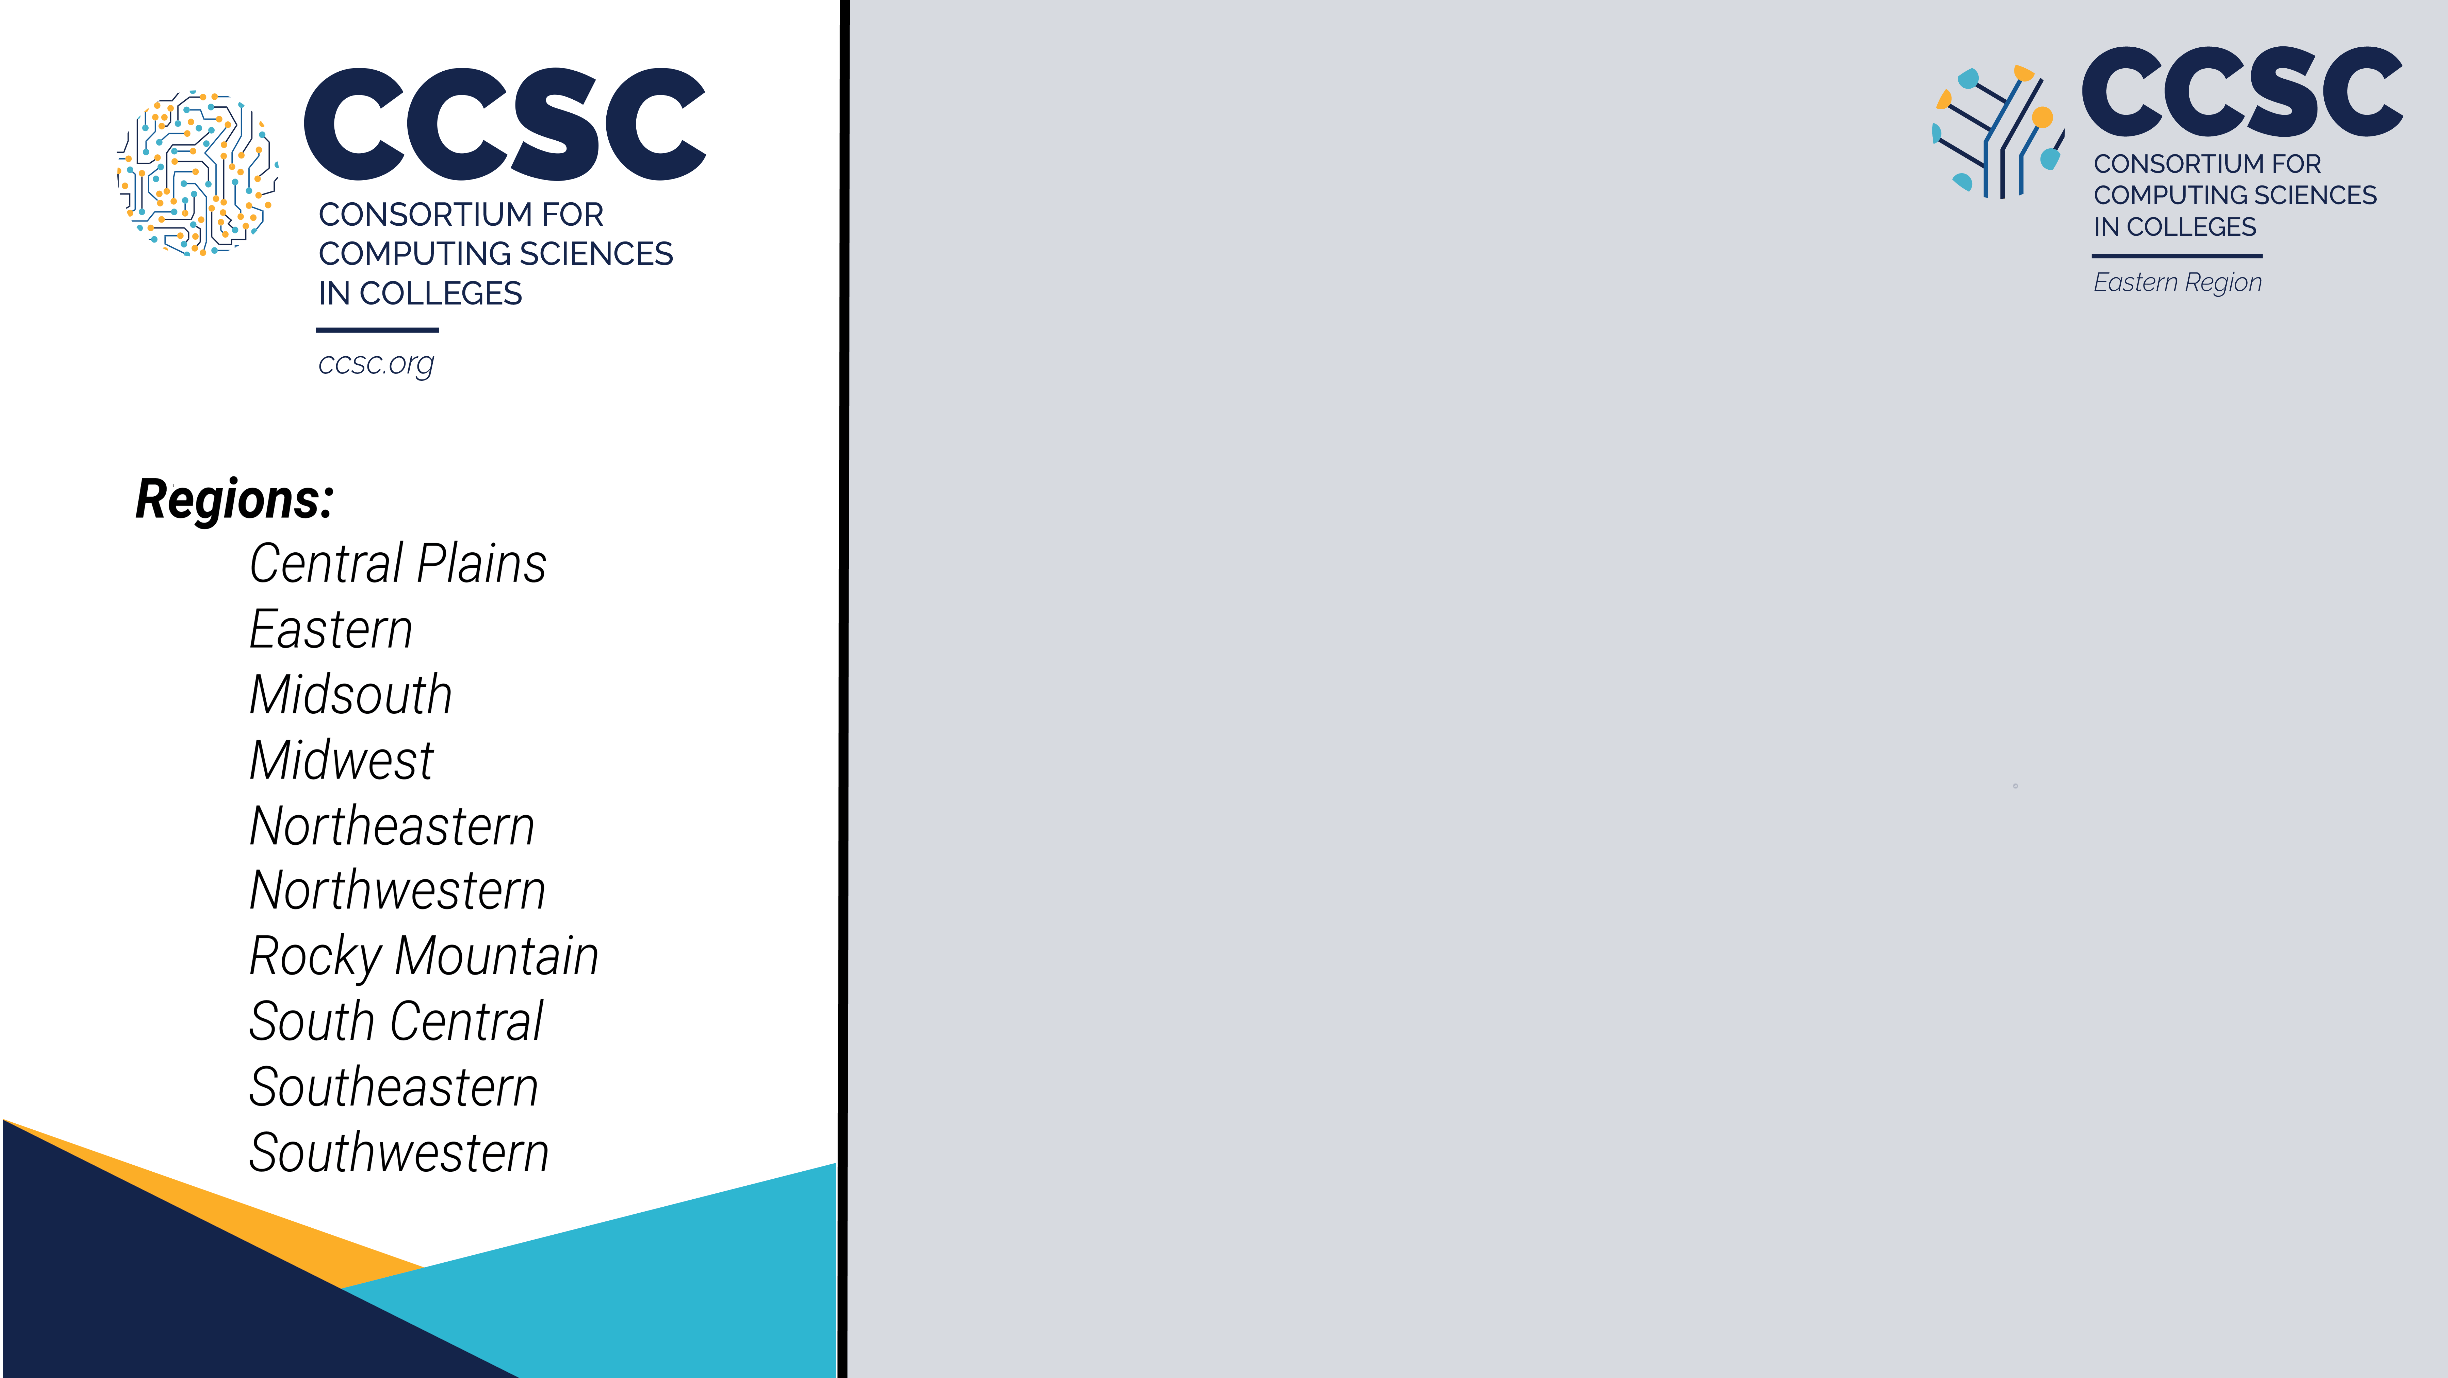 CCSC
CONSORTIUM FOR
COMPUTING SCIENCES
IN COLLEGES
ccsc.org
Regions:
Central Plains
Eastern
Midsouth
Midwest
Northeastern
Northwestern
Rocky Mountain
South Central
Southeastern
Southwestern
CCSC
CONSORTIUM FOR
COMPUTING SCIENCES
IN COLLEGES
Eastern Region